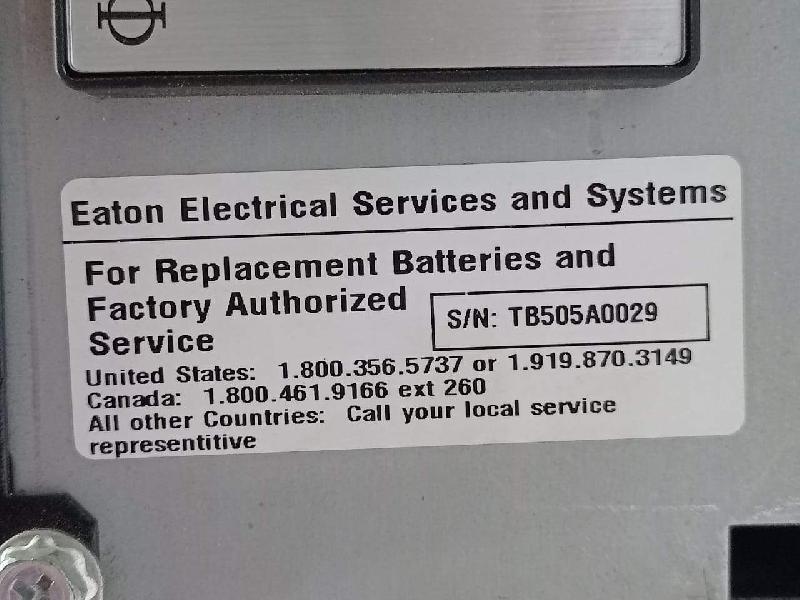 Eaton Electrical Services and Systems
For Replacement Batteries and
Factory Authorized
Service
S/N: TB505A0029
United States: 1.800.356.5737 or 1.919.870.3149
Canada: 1.800.461.9166 ext 260
All other Countries: Call your local service
representitive